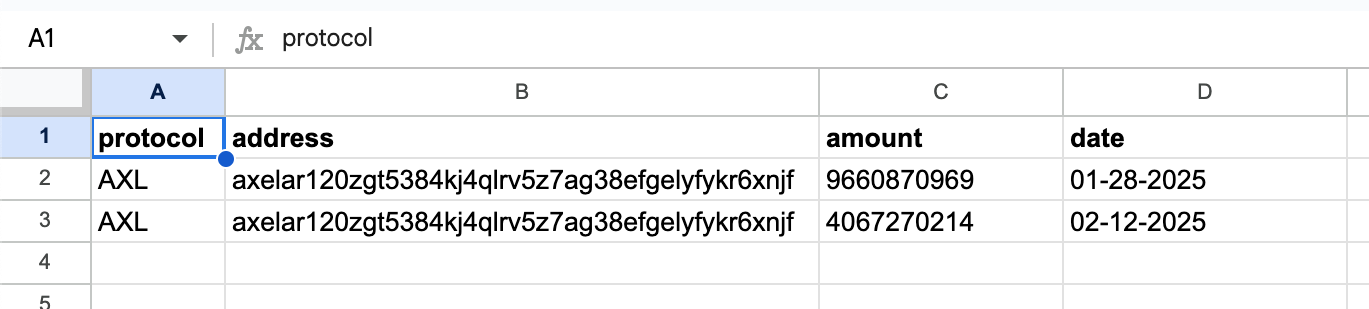 A1 fx protocol
A B C D
1 protocol address amount date
2 AXL axelar120zgt5384kj4qlrv5z7ag38efgelyfykr6xnjf 9660870969 01-28-2025
3 AXL axelar120zgt5384kj4qlrv5z7ag38efgelyfykr6xnjf 4067270214 02-12-2025
4
5